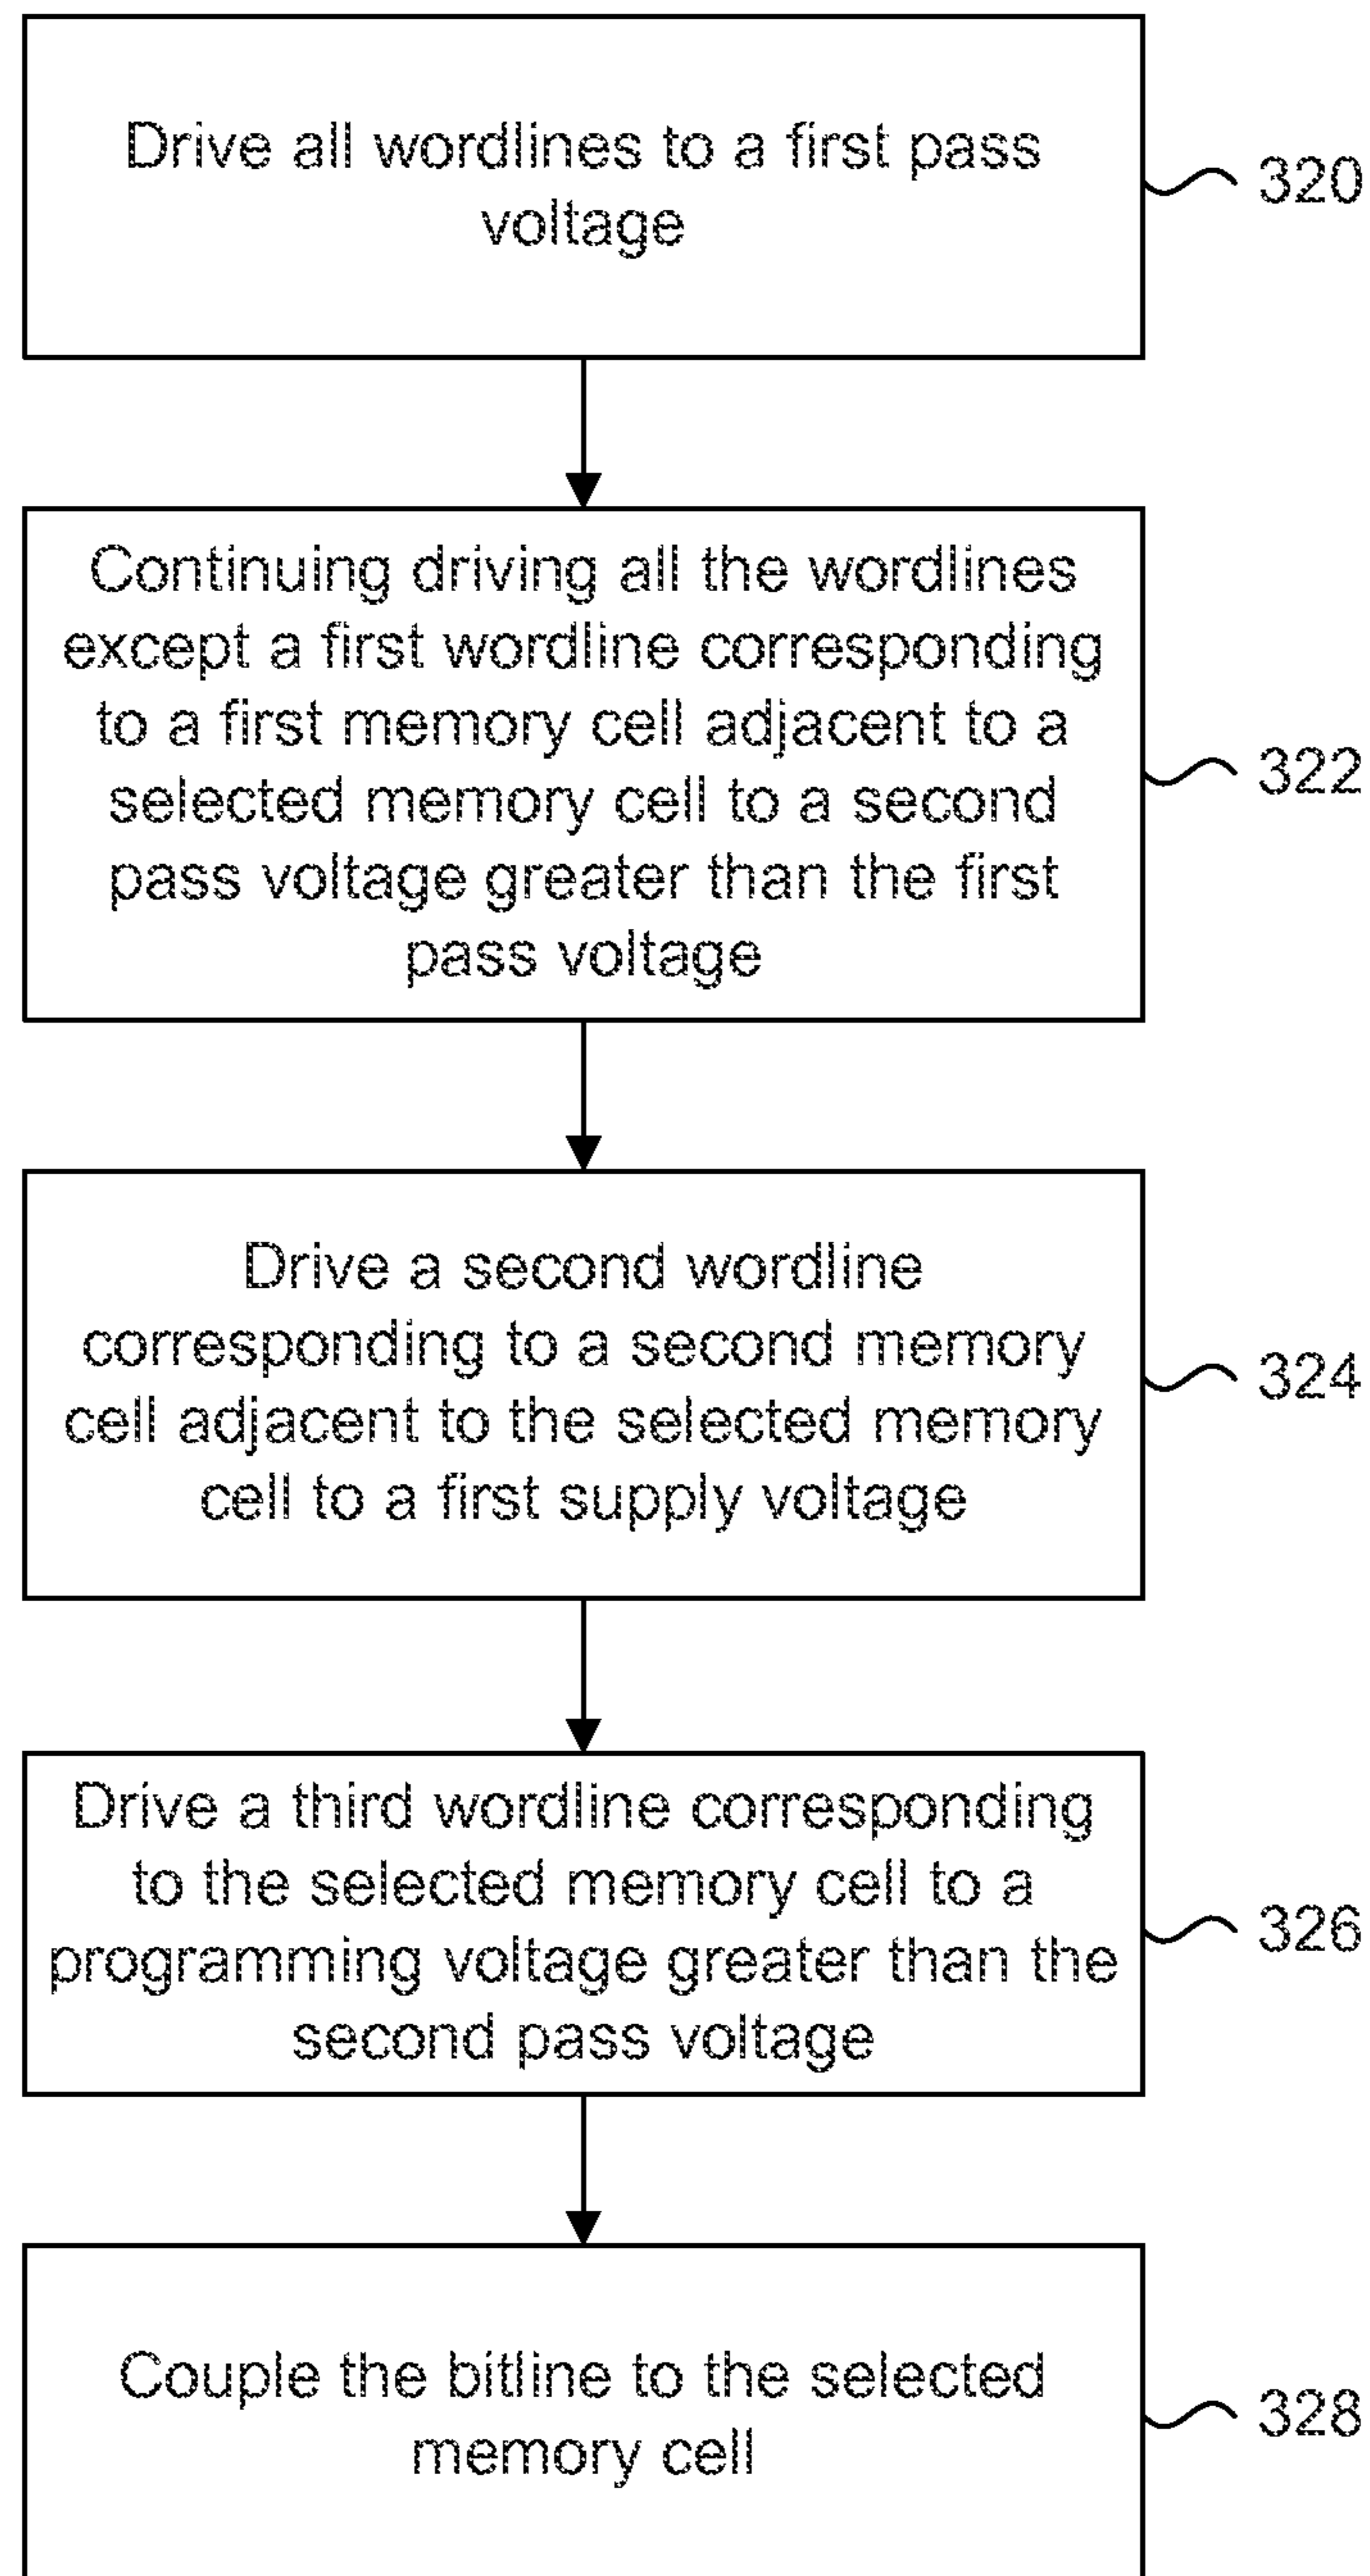 Drive all wordlines to a first pass
voltage
320
Continuing driving all the wordlines
except a first wordline corresponding
to a first memory cell adjacent to a
selected memory cell to a second
pass voltage greater than the first
pass voltage
322
Drive a second wordline
corresponding to a second memory
cell adjacent to the selected memory
cell to a first supply voltage
324
Drive a third wordline corresponding
to the selected memory cell to a
programming voltage greater than the
second pass voltage
326
Couple the bitline to the selected
memory cell
328